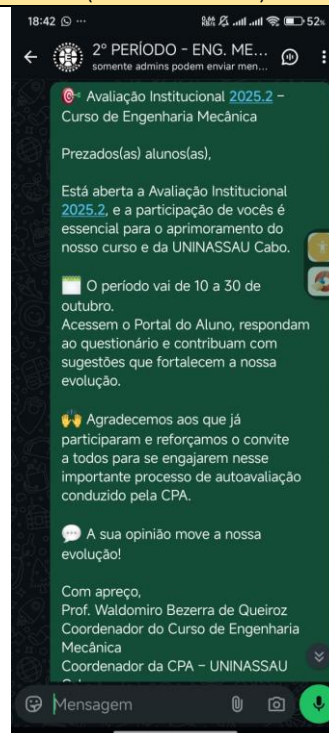 18:42
52%
2º PERÍODO - ENG. ME...
somente admins podem enviar men...
Avaliação Institucional 2025.2 –
Curso de Engenharia Mecânica
Prezados(as) alunos(as),
Está aberta a Avaliação Institucional
2025.2, e a participação de vocês é
essencial para o aprimoramento do
nosso curso e da UNINASSAU Cabo.
O período vai de 10 a 30 de
outubro.
Acessem o Portal do Aluno, respondam
ao questionário e contribuam com
sugestões que fortalecem a nossa
evolução.
Agradecemos aos que já
participaram e reforçamos o convite
a todos para se engajarem nesse
importante processo de autoavaliação
conduzido pela CPA.
A sua opinião move a nossa
evolução!
Com apreço,
Prof. Waldomiro Bezerra de Queiroz
Coordenador do Curso de Engenharia
Mecânica
Coordenador da CPA – UNINASSAU
Mensagem